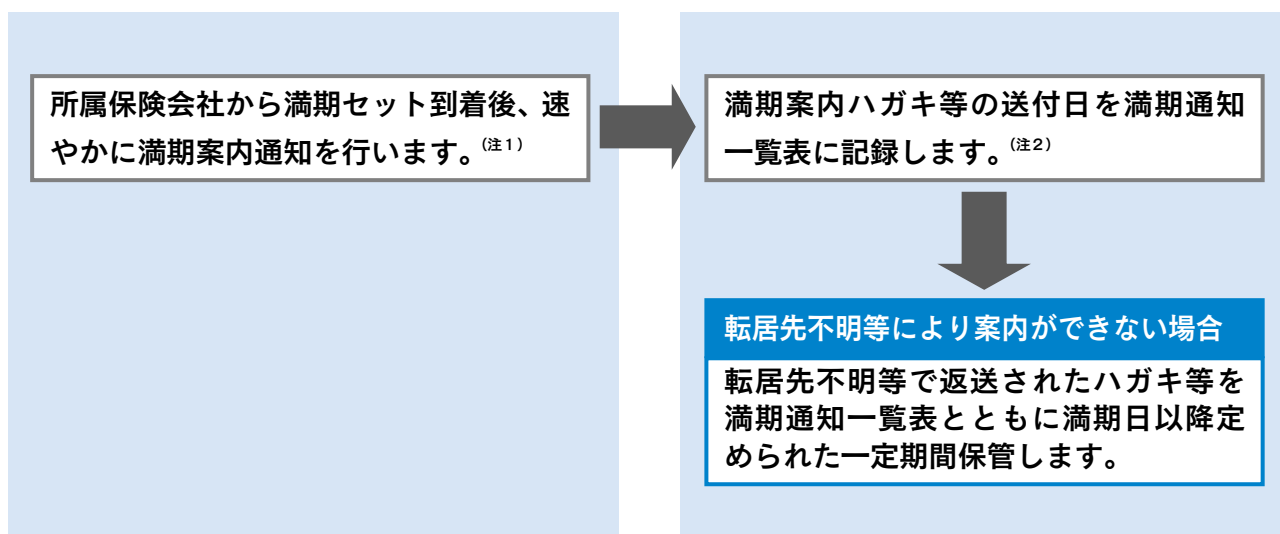 所属保険会社から満期セット到着後、速
やかに満期案内通知を行います。(注1)
満期案内ハガキ等の送付日を満期通知
一覧表に記録します。(注2)
転居先不明等により案内ができない場合
転居先不明等で返送されたハガキ等を
満期通知一覧表とともに満期日以降定
められた一定期間保管します。